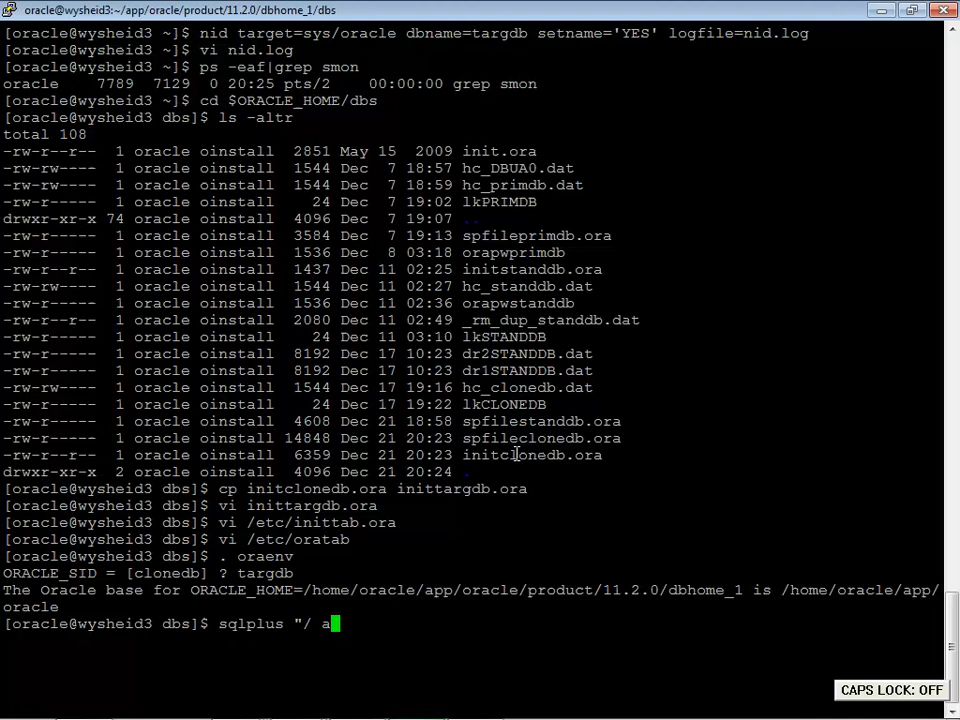 oracle@wysheid3:~/app/oracle/product/11.2.0/dbhome_1/dbs
[oracle@wysheid3 ~]$ nid target=sys/oracle dbname=targdb setname='YES' logfile=nid.log
[oracle@wysheid3 ~]$ vi nid.log
[oracle@wysheid3 ~]$ ps -eaf|grep smon
oracle    7789  7129  0 20:25 pts/2    00:00:00 grep smon
[oracle@wysheid3 ~]$ cd $ORACLE_HOME/dbs
[oracle@wysheid3 dbs]$ ls -altr
total 108
-rw-r--r--  1 oracle oinstall  2851 May 15  2009 init.ora
-rw-rw----  1 oracle oinstall  1544 Dec  7 18:57 hc_DBUA0.dat
-rw-rw----  1 oracle oinstall  1544 Dec  7 18:59 hc_primdb.dat
-rw-r-----  1 oracle oinstall    24 Dec  7 19:02 lkPRIMDB
drwxr-xr-x 74 oracle oinstall  4096 Dec  7 19:07 ..
-rw-r-----  1 oracle oinstall  3584 Dec  7 19:13 spfileprimdb.ora
-rw-r-----  1 oracle oinstall  1536 Dec  8 03:18 orapwprimdb
-rw-r--r--  1 oracle oinstall  1437 Dec 11 02:25 initstanddb.ora
-rw-rw----  1 oracle oinstall  1544 Dec 11 02:27 hc_standdb.dat
-rw-r-----  1 oracle oinstall  1536 Dec 11 02:36 orapwstanddb
-rw-r-----  1 oracle oinstall  2080 Dec 11 02:49 _rm_dup_standdb.dat
-rw-r-----  1 oracle oinstall    24 Dec 11 03:10 lkSTANDDB
-rw-r-----  1 oracle oinstall  8192 Dec 17 10:23 dr2STANDDB.dat
-rw-r-----  1 oracle oinstall  8192 Dec 17 10:23 dr1STANDDB.dat
-rw-rw----  1 oracle oinstall  1544 Dec 17 19:16 hc_clonedb.dat
-rw-r-----  1 oracle oinstall    24 Dec 17 19:22 lkCLONEDB
-rw-r-----  1 oracle oinstall  4608 Dec 21 18:58 spfilestanddb.ora
-rw-r-----  1 oracle oinstall 14848 Dec 21 20:23 spfileclonedb.ora
-rw-r--r--  1 oracle oinstall  6359 Dec 21 20:23 initclonedb.ora
drwxr-xr-x  2 oracle oinstall  4096 Dec 21 20:24 .
[oracle@wysheid3 dbs]$ cp initclonedb.ora inittargdb.ora
[oracle@wysheid3 dbs]$ vi inittargdb.ora
[oracle@wysheid3 dbs]$ vi /etc/inittab.ora
[oracle@wysheid3 dbs]$ vi /etc/oratab
[oracle@wysheid3 dbs]$ . oraenv
ORACLE_SID = [clonedb] ? targdb
The Oracle base for ORACLE_HOME=/home/oracle/app/oracle/product/11.2.0/dbhome_1 is /home/oracle/app/
oracle
[oracle@wysheid3 dbs]$ sqlplus "/ a
CAPS LOCK: OFF